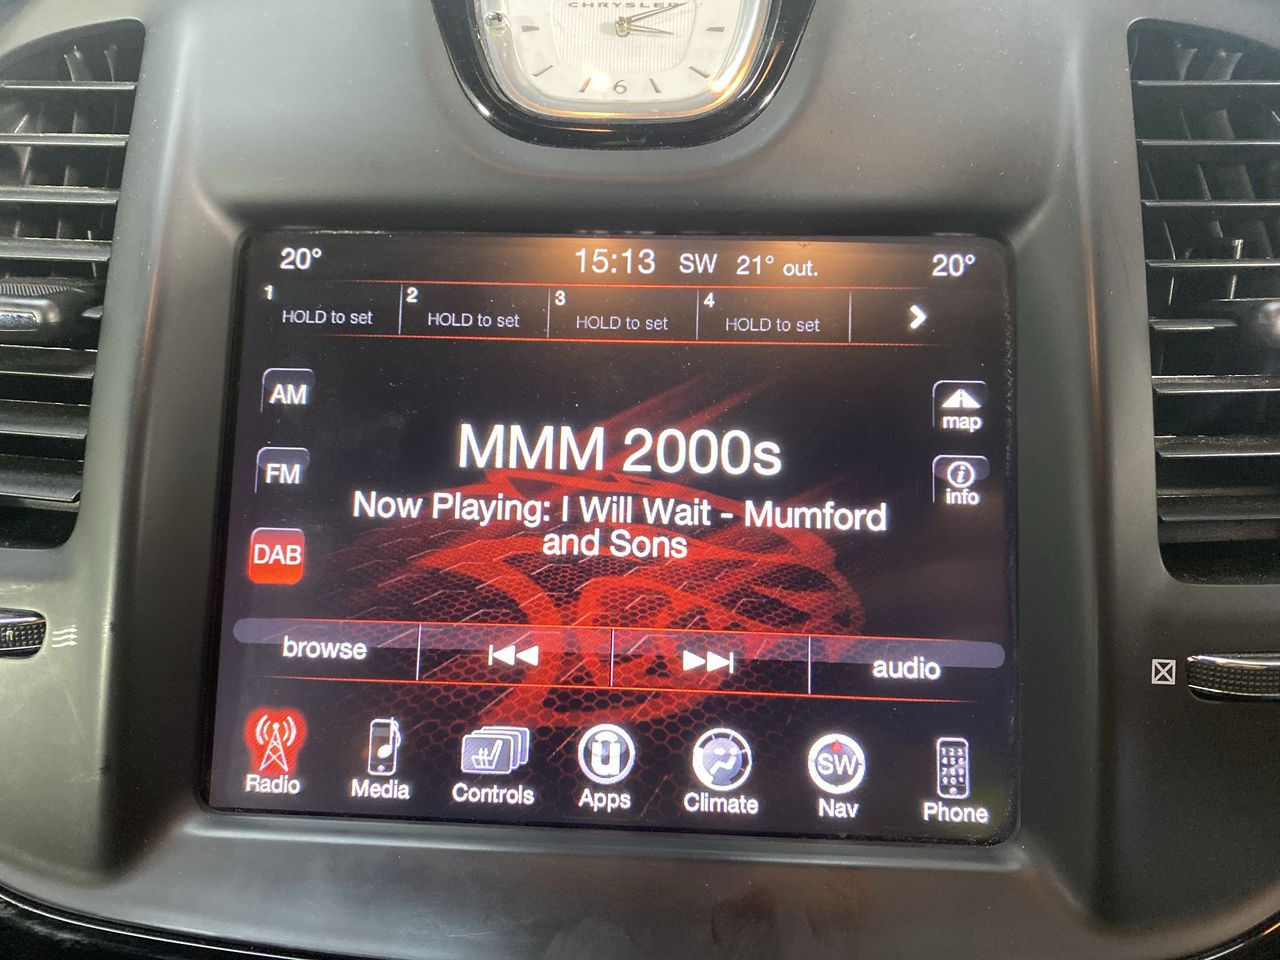 CHRYSLER
6
20° 15:13 SW 21° out. 20°
1 HOLD to set 2 HOLD to set 3 HOLD to set 4 HOLD to set
AM
map
MMM 2000s
FM
info
Now Playing: I Will Wait - Mumford
and Sons
DAB
browse audio
Radio Media Controls Apps Climate SW Nav Phone